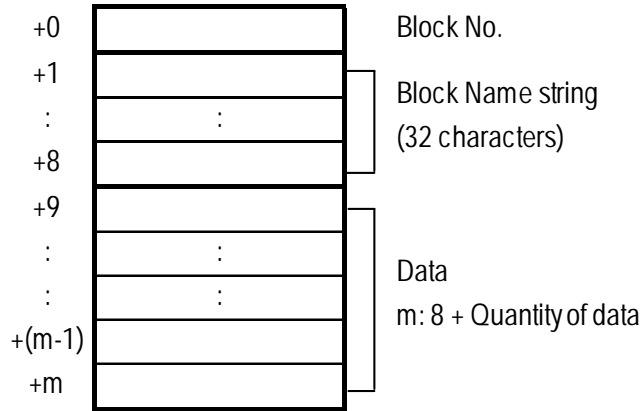 +0 Block No.
+1
Block Name string
: :
(32 characters)
+8
+9
: :
Data
: :
m: 8 + Quantity of data
+(m-1)
+m